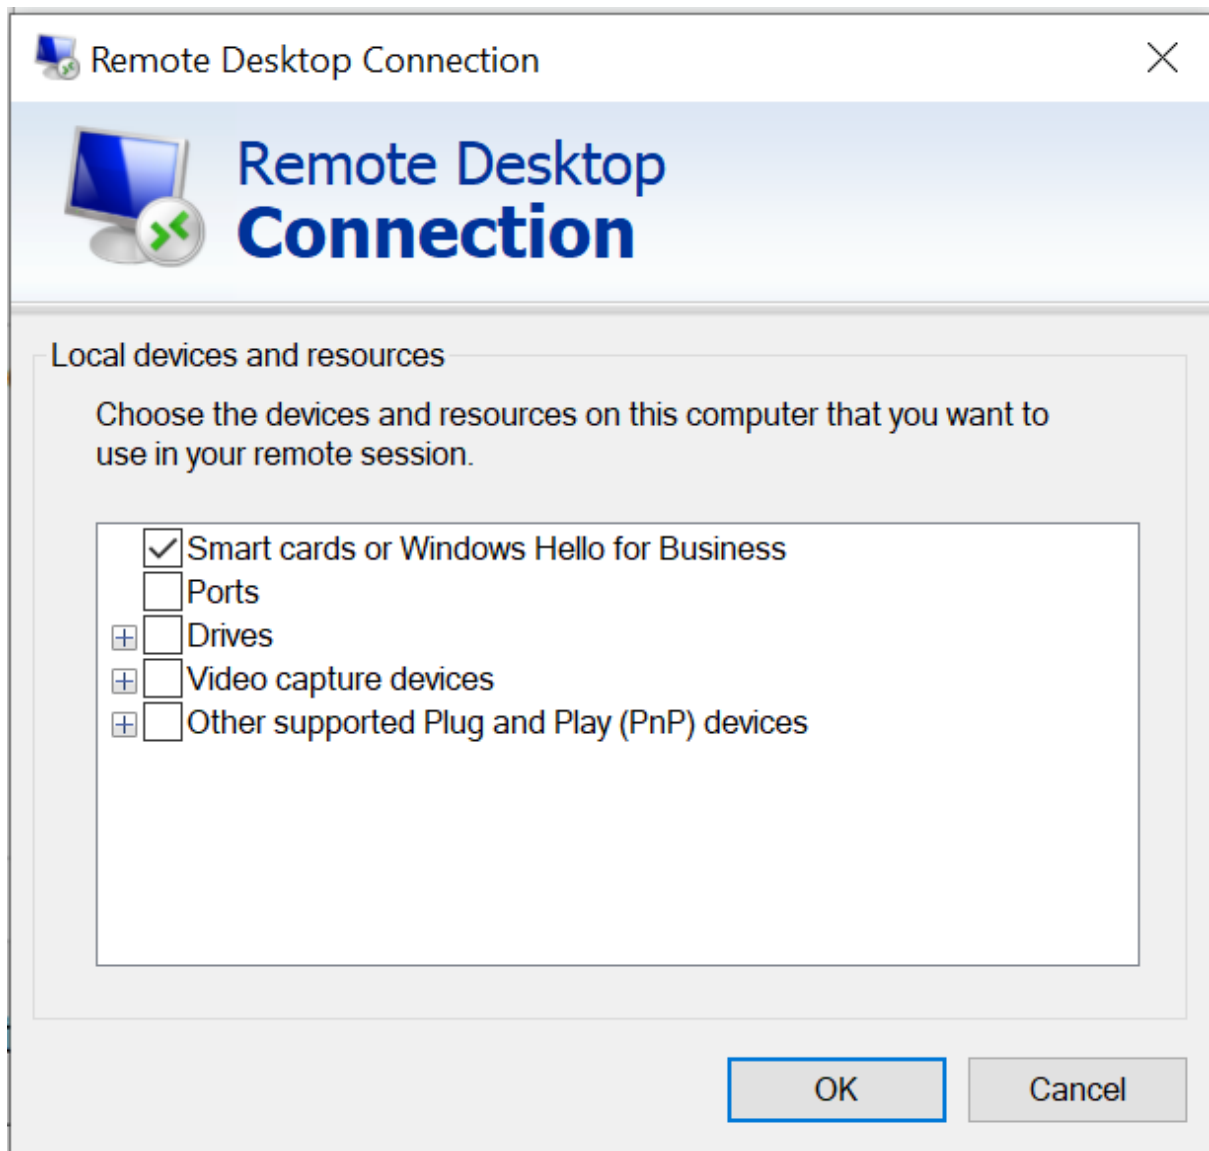 Remote Desktop Connection
Remote Desktop
Connection
Local devices and resources
Choose the devices and resources on this computer that you want to
use in your remote session.
Smart cards or Windows Hello for Business
Ports
Drives
Video capture devices
Other supported Plug and Play (PnP) devices
OK
Cancel